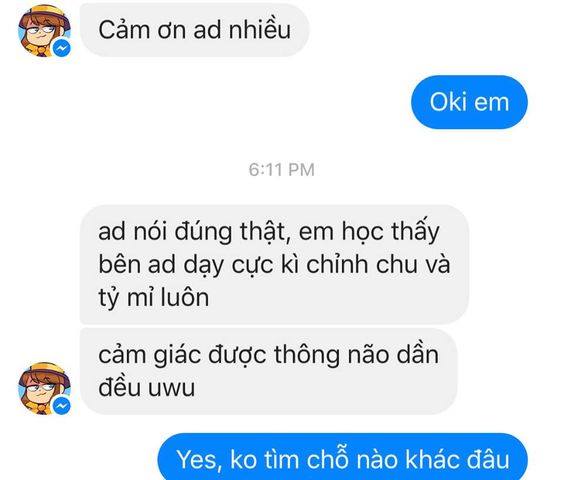 Cảm ơn ad nhiều
Oki em
6:11 PM
ad nói đúng thật, em học thấy
bên ad dạy cực kì chỉnh chu và
tỷ mỉ luôn
cảm giác được thông não dần
đều uwu
Yes, ko tìm chỗ nào khác đâu